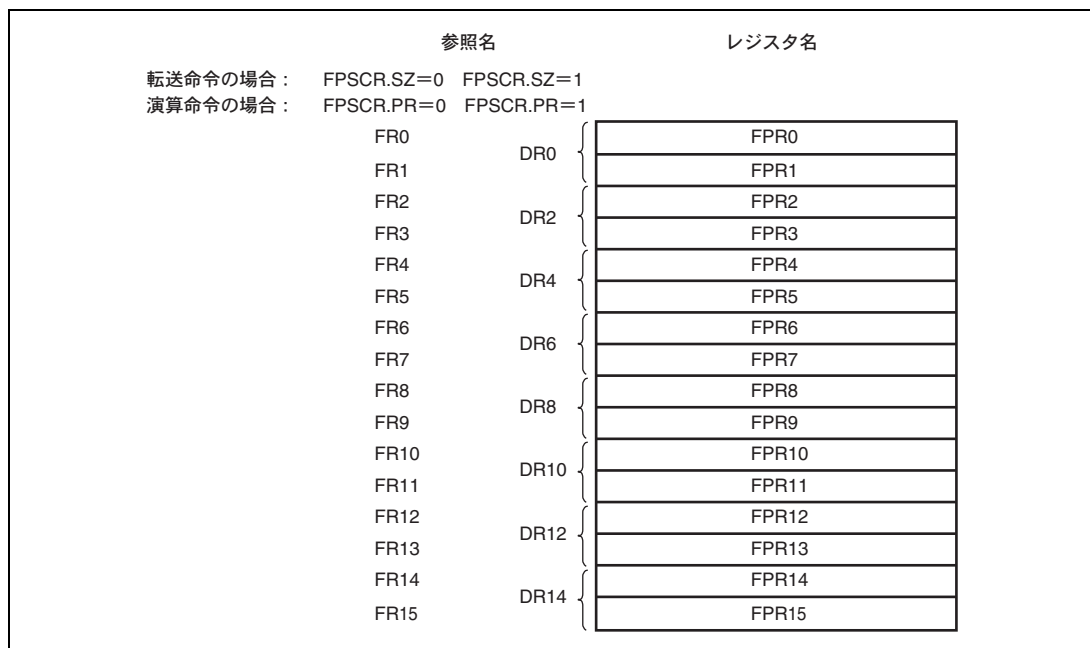 参照名 レジスタ名
転送命令の場合： FPSCR.SZ＝0 FPSCR.SZ＝1
演算命令の場合： FPSCR.PR＝0 FPSCR.PR＝1
FR0 FPR0
DR0
FR1 FPR1
FR2 FPR2
DR2
FR3 FPR3
FR4 FPR4
DR4
FR5 FPR5
FR6 FPR6
DR6
FR7 FPR7
FR8 FPR8
DR8
FR9 FPR9
FR10 FPR10
DR10
FR11 FPR11
FR12 FPR12
DR12
FR13 FPR13
FR14 FPR14
DR14
FR15 FPR15